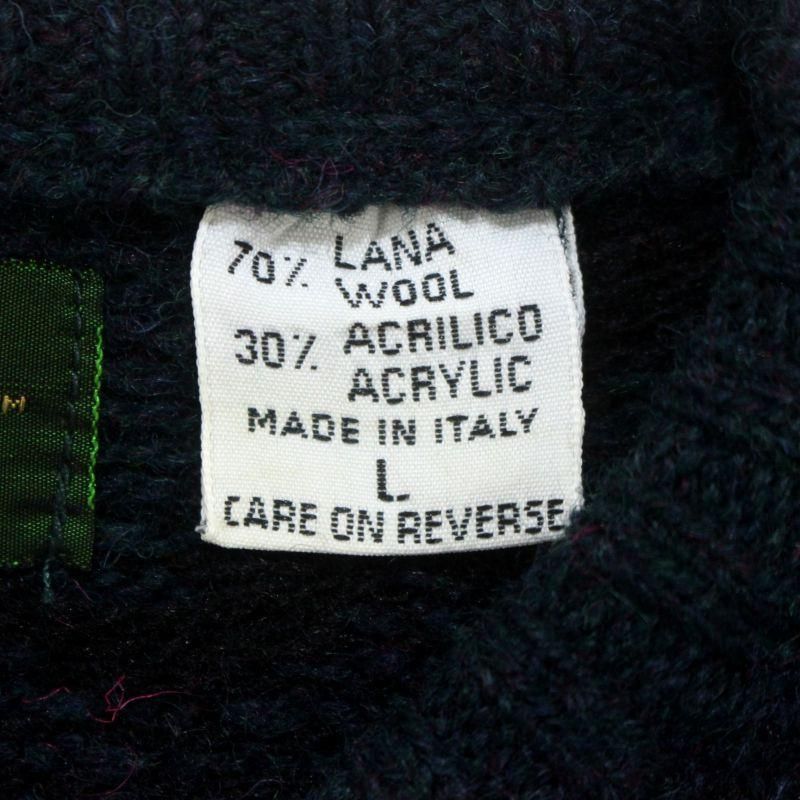 70% LANA
WOOL
30% ACRILICO
ACRYLIC
MADE IN ITALY
L
CARE ON REVERSE
H